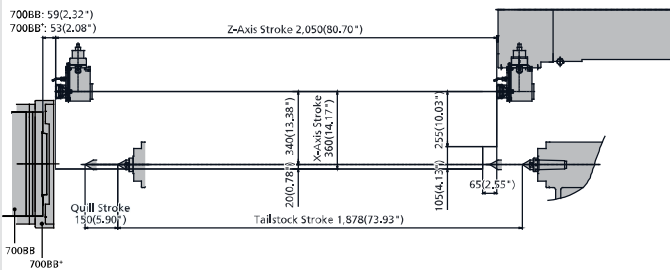 700BB: 59(2.32")
700BB⁺: 53(2.08")
Z-Axis Stroke 2,050(80.70")
340(13.38")
X-Axis Stroke
360(14.17")
255(10.03")
20(0.78")
105(4.13")
65(2.55")
Quill Stroke
150(5.90")
Tailstock Stroke 1,878(73.93")
700BB
700BB⁺